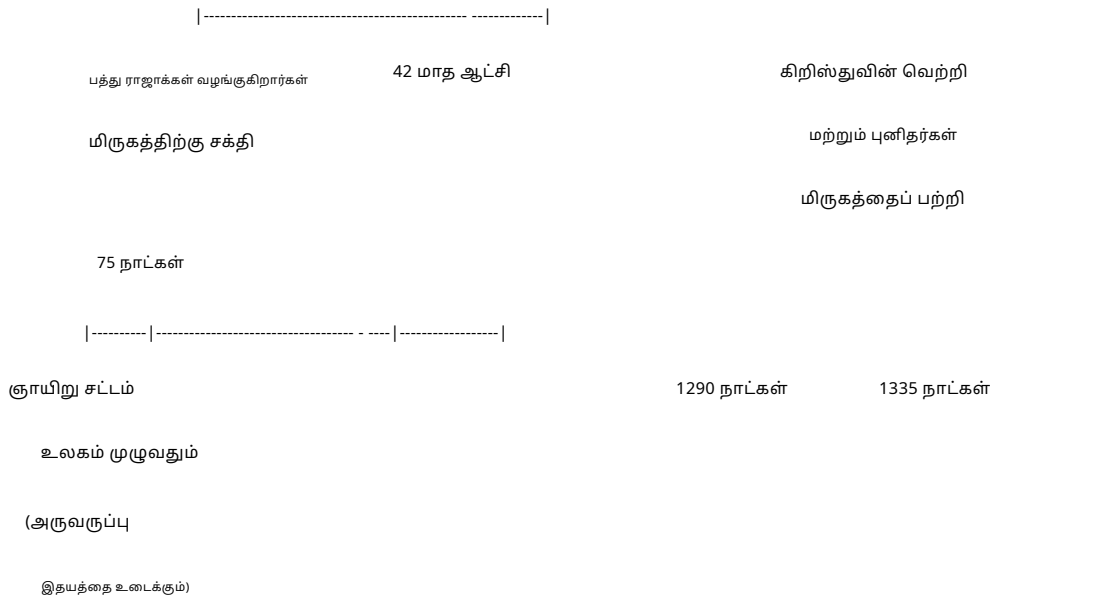 |------------------------------------------------ -------------|
பத்து ராஜாக்கள் வழங்குகிறார்கள் 42 மாத ஆட்சி கிறிஸ்துவின் வெற்றி
மிருகத்திற்கு சக்தி மற்றும் புனிதர்கள்
மிருகத்தைப் பற்றி
75 நாட்கள்
|----------|------------------------------------ - ----|------------------|
ஞாயிறு சட்டம் 1290 நாட்கள் 1335 நாட்கள்
உலகம் முழுவதும்
(அருவருப்பு
இதயத்தை உடைக்கும்)